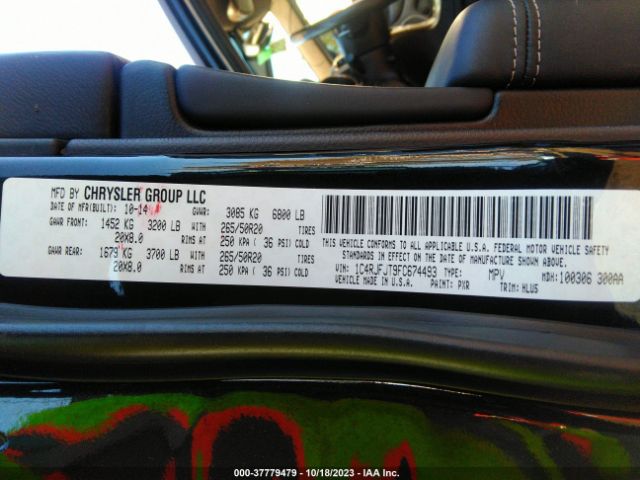 MFD BY CHRYSLER GROUP LLC
DATE OF MFR(BUILT): 10-14 GVWR: 3085 KG 6800 LB
GAWR FRONT: 1452 KG 3200 LB WITH 265/50R20 TIRES
20X8.0 RIMS AT 250 KPA( 36 PSI) COLD
GAWR REAR: 1679 KG 3700 LB WITH 265/50R20 TIRES
20X8.0 RIMS AT 250 KPA( 36 PSI) COLD
THIS VEHICLE CONFORMS TO ALL APPLICABLE U.S.A. FEDERAL MOTOR VEHICLE SAFETY
STANDARDS IN EFFECT ON THE DATE OF MANUFACTURE SHOWN ABOVE.
VIN: 1C4RJFJT9FC674493 TYPE: MPV MDH: 100306 300AA
VEHICLE MADE IN U.S.A. PAINT: PXR TRIM: HLU5
000-37779479 | 10/18/2023 - IAA Inc.